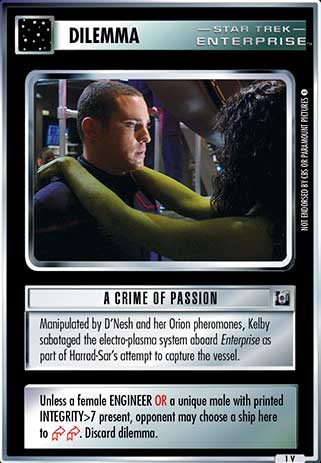 DILEMMA
STAR TREK
ENTERPRISE™
NOT ENDORSED BY CBS OR PARAMOUNT PICTURES
A CRIME OF PASSION
Manipulated by D'Nesh and her Orion pheromones, Kelby
sabotaged the electro-plasma system aboard Enterprise as
part of Harrad-Sar's attempt to capture the vessel.
Unless a female ENGINEER OR a unique male with printed
INTEGRITY>7 present, opponent may choose a ship here
to . Discard dilemma.
1 V